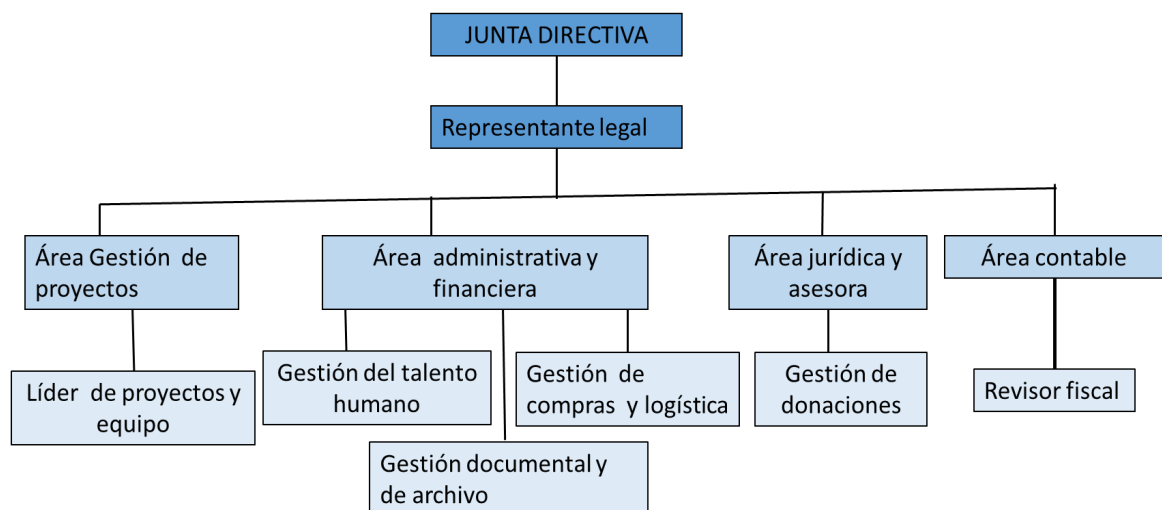 JUNTA DIRECTIVA
Representante legal
Área Gestión de
proyectos
Área administrativa y
financiera
Área jurídica y
asesora
Área contable
Líder de proyectos y
equipo
Gestión del talento
humano
Gestión de
compras y logística
Gestión de
donaciones
Revisor fiscal
Gestión documental y
de archivo